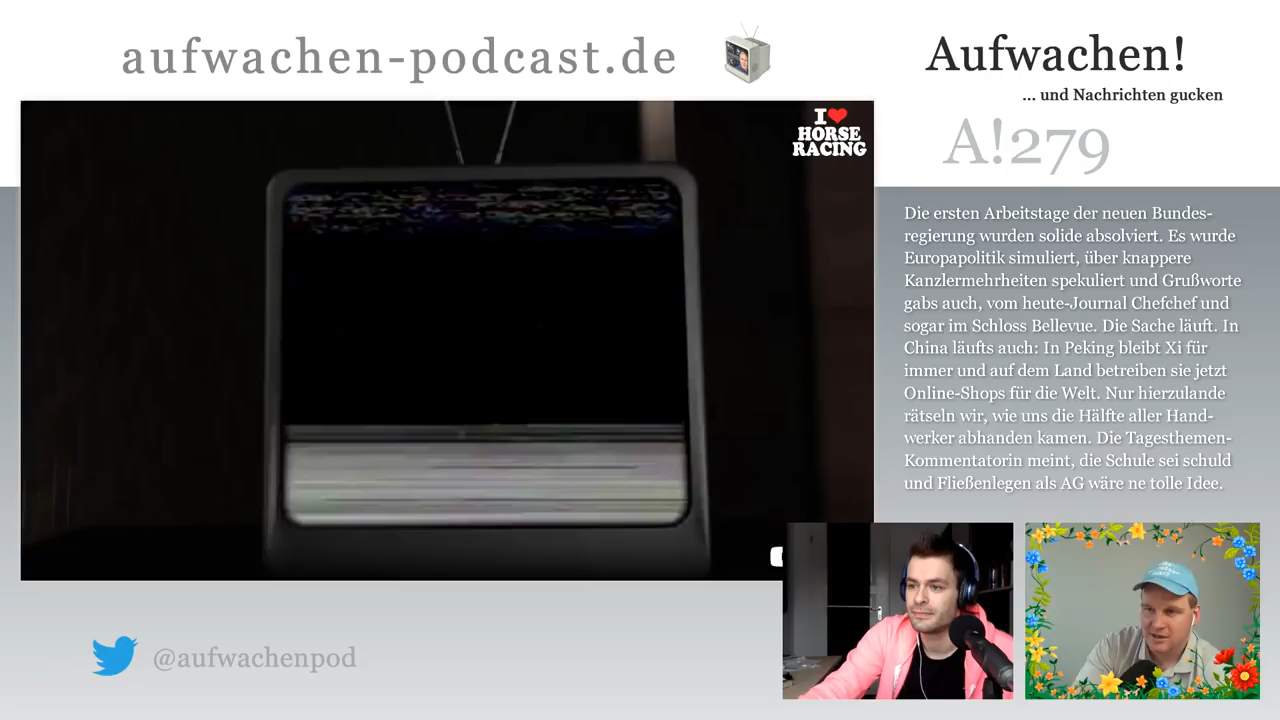 aufwachen-podcast.de
Aufwachen!
... und Nachrichten gucken
A!279
I❤
HORSE
RACING
Die ersten Arbeitstage der neuen Bundes-
regierung wurden solide absolviert. Es wurde
Europapolitik simuliert, über knappere
Kanzlermehrheiten spekuliert und Grußworte
gabs auch, vom heute-Journal Chefchef und
sogar im Schloss Bellevue. Die Sache läuft. In
China läufts auch: In Peking bleibt Xi für
immer und auf dem Land betreiben sie jetzt
Online-Shops für die Welt. Nur hierzulande
rätseln wir, wie uns die Hälfte aller Hand-
werker abhanden kamen. Die Tagesthemen-
Kommentatorin meint, die Schule sei schuld
und Fließenlegen als AG wäre ne tolle Idee.
@aufwachenpod